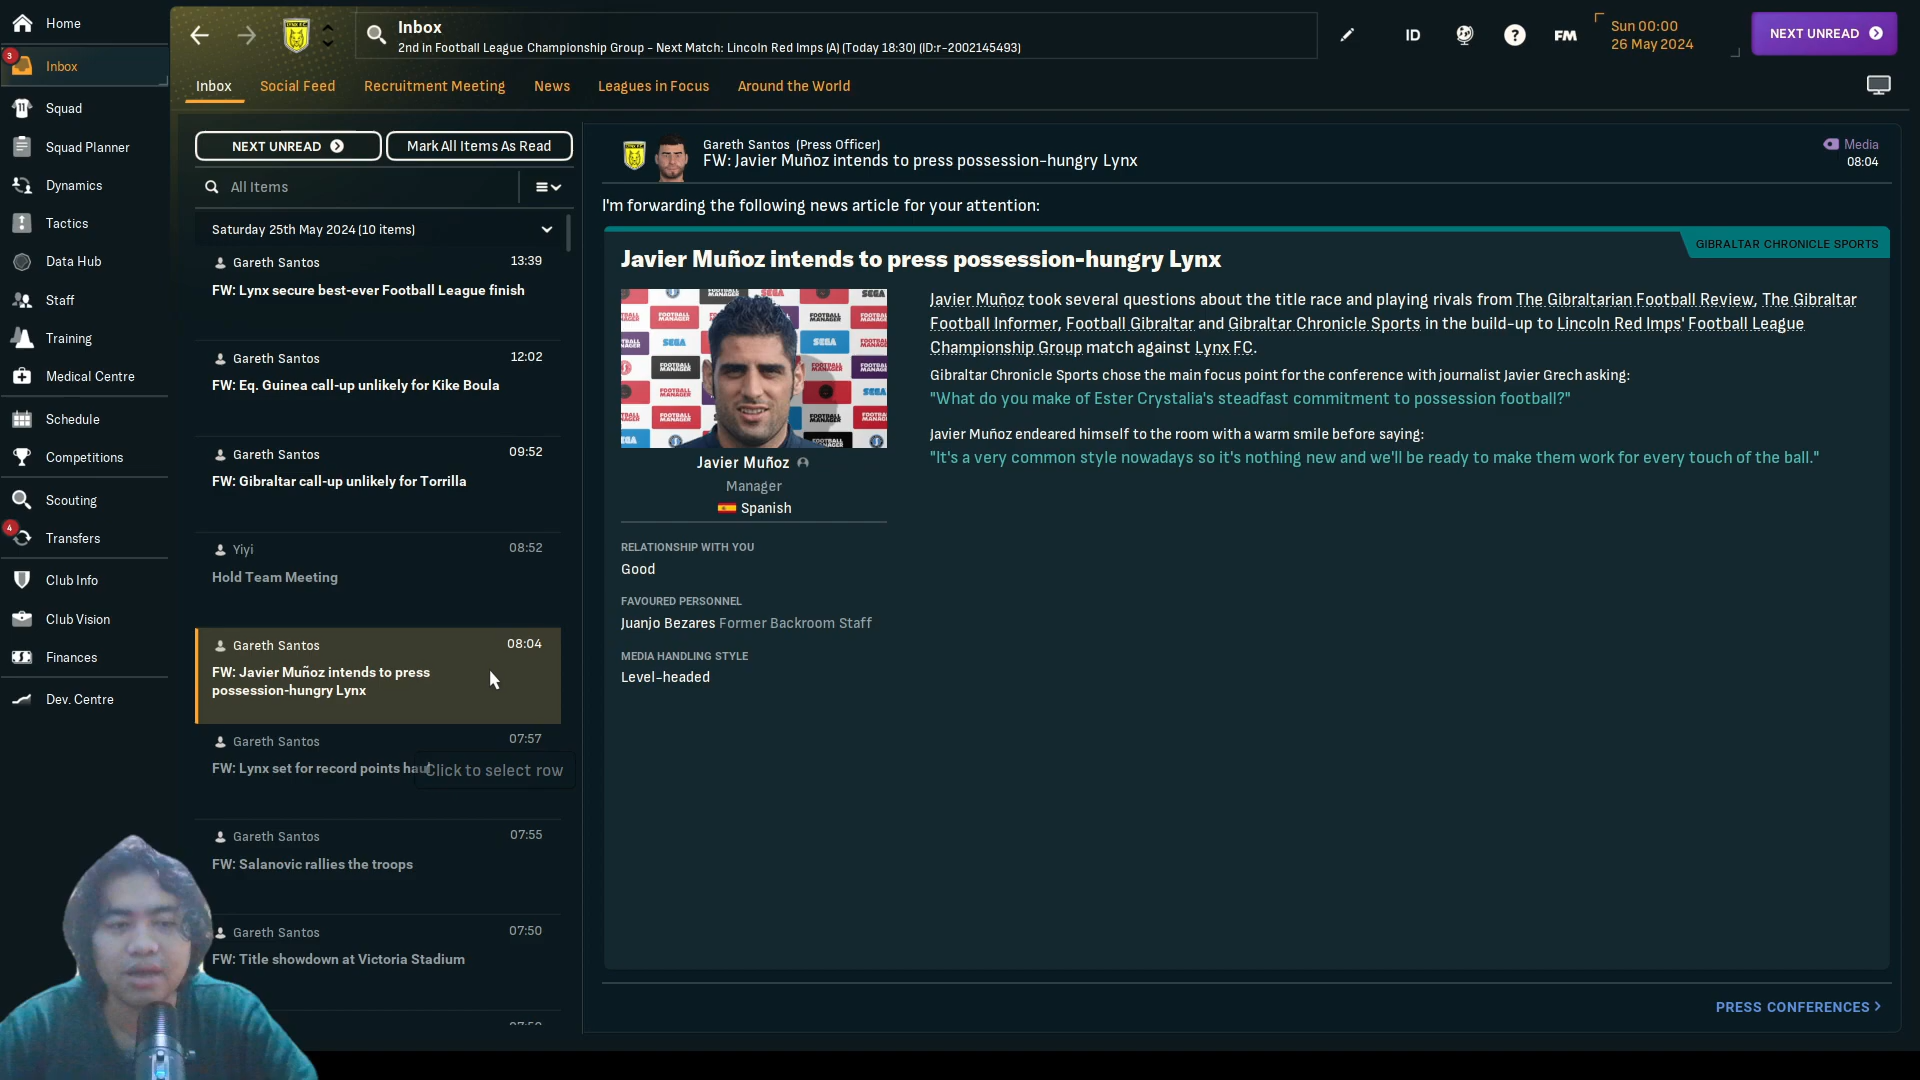 Home
3
Inbox
Squad
Squad Planner
Dynamics
Tactics
Data Hub
Staff
Training
Medical Centre
Schedule
Competitions
Scouting
4
Transfers
Club Info
Club Vision
Finances
Dev. Centre
Inbox
2nd in Football League Championship Group - Next Match: Lincoln Red Imps (A) (Today 18:30) (ID:r-2002145493)
ID
FM
Sun 00:00
26 May 2024
NEXT UNREAD
Inbox
Social Feed
Recruitment Meeting
News
Leagues in Focus
Around the World
NEXT UNREAD
Mark All Items As Read
All Items
Saturday 25th May 2024 (10 items)
Gareth Santos 13:39
FW: Lynx secure best-ever Football League finish
Gareth Santos 12:02
FW: Eq. Guinea call-up unlikely for Kike Boula
Gareth Santos 09:52
FW: Gibraltar call-up unlikely for Torrilla
Yiyi 08:52
Hold Team Meeting
Gareth Santos 08:04
FW: Javier Muñoz intends to press
possession-hungry Lynx
Gareth Santos 07:57
FW: Lynx set for record points
Click to select row
Gareth Santos 07:55
FW: Salanovic rallies the troops
Gareth Santos 07:50
FW: Title showdown at Victoria Stadium
Gareth Santos (Press Officer)
FW: Javier Muñoz intends to press possession-hungry Lynx
Media
08:04
I'm forwarding the following news article for your attention:
GIBRALTAR CHRONICLE SPORTS
Javier Muñoz intends to press possession-hungry Lynx
Javier Muñoz took several questions about the title race and playing rivals from The Gibraltarian Football Review, The Gibraltar
Football Informer, Football Gibraltar and Gibraltar Chronicle Sports in the build-up to Lincoln Red Imps' Football League
Championship Group match against Lynx FC.
Gibraltar Chronicle Sports chose the main focus point for the conference with journalist Javier Grech asking:
"What do you make of Ester Crystalia's steadfast commitment to possession football?"
Javier Muñoz endeared himself to the room with a warm smile before saying:
"It's a very common style nowadays so it's nothing new and we'll be ready to make them work for every touch of the ball."
Javier Muñoz
Manager
Spanish
RELATIONSHIP WITH YOU
Good
FAVOURED PERSONNEL
Juanjo Bezares Former Backroom Staff
MEDIA HANDLING STYLE
Level-headed
PRESS CONFERENCES